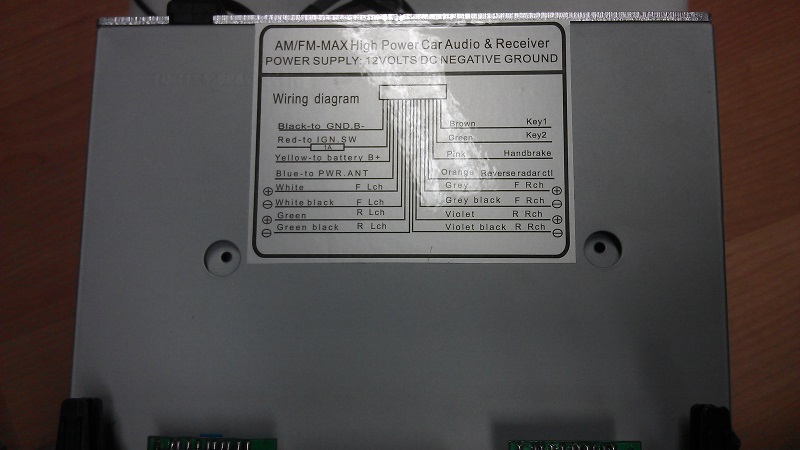 AM/FM-MAX High Power Car Audio & Receiver
POWER SUPPLY: 12VOLTS DC NEGATIVE GROUND
Wiring diagram
Black-to GND.B-
Red-to IGN.SW
1A
Yellow-to battery B+
Blue-to PWR.ANT
White F Lch
White black F Lch
Green R Lch
Green black R Lch
Brown Key1
Green Key2
Pink Handbrake
Orange Reverse radar ctl
Grey F Rch
Grey black F Rch
Violet R Rch
Violet black R Rch